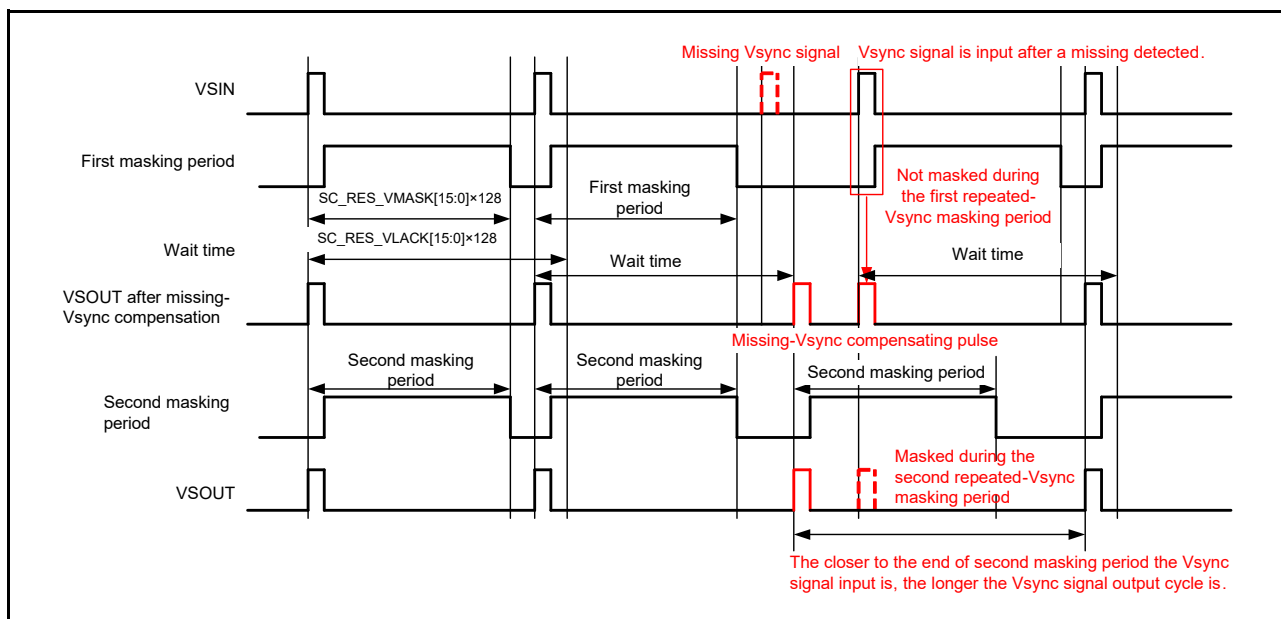 Missing Vsync signal
Vsync signal is input after a missing detected.
VSIN
First masking period
SC_RES_VMASK[15:0]×128
First masking
period
Not masked during
the first repeated-
Vsync masking period
SC_RES_VLACK[15:0]×128
Wait time
Wait time
Wait time
VSOUT after missing-
Vsync compensation
Missing-Vsync compensating pulse
Second masking
period
Second masking
period
Second masking period
Second masking
period
Masked during the
second repeated-Vsync
masking period
VSOUT
The closer to the end of second masking period the Vsync
signal input is, the longer the Vsync signal output cycle is.